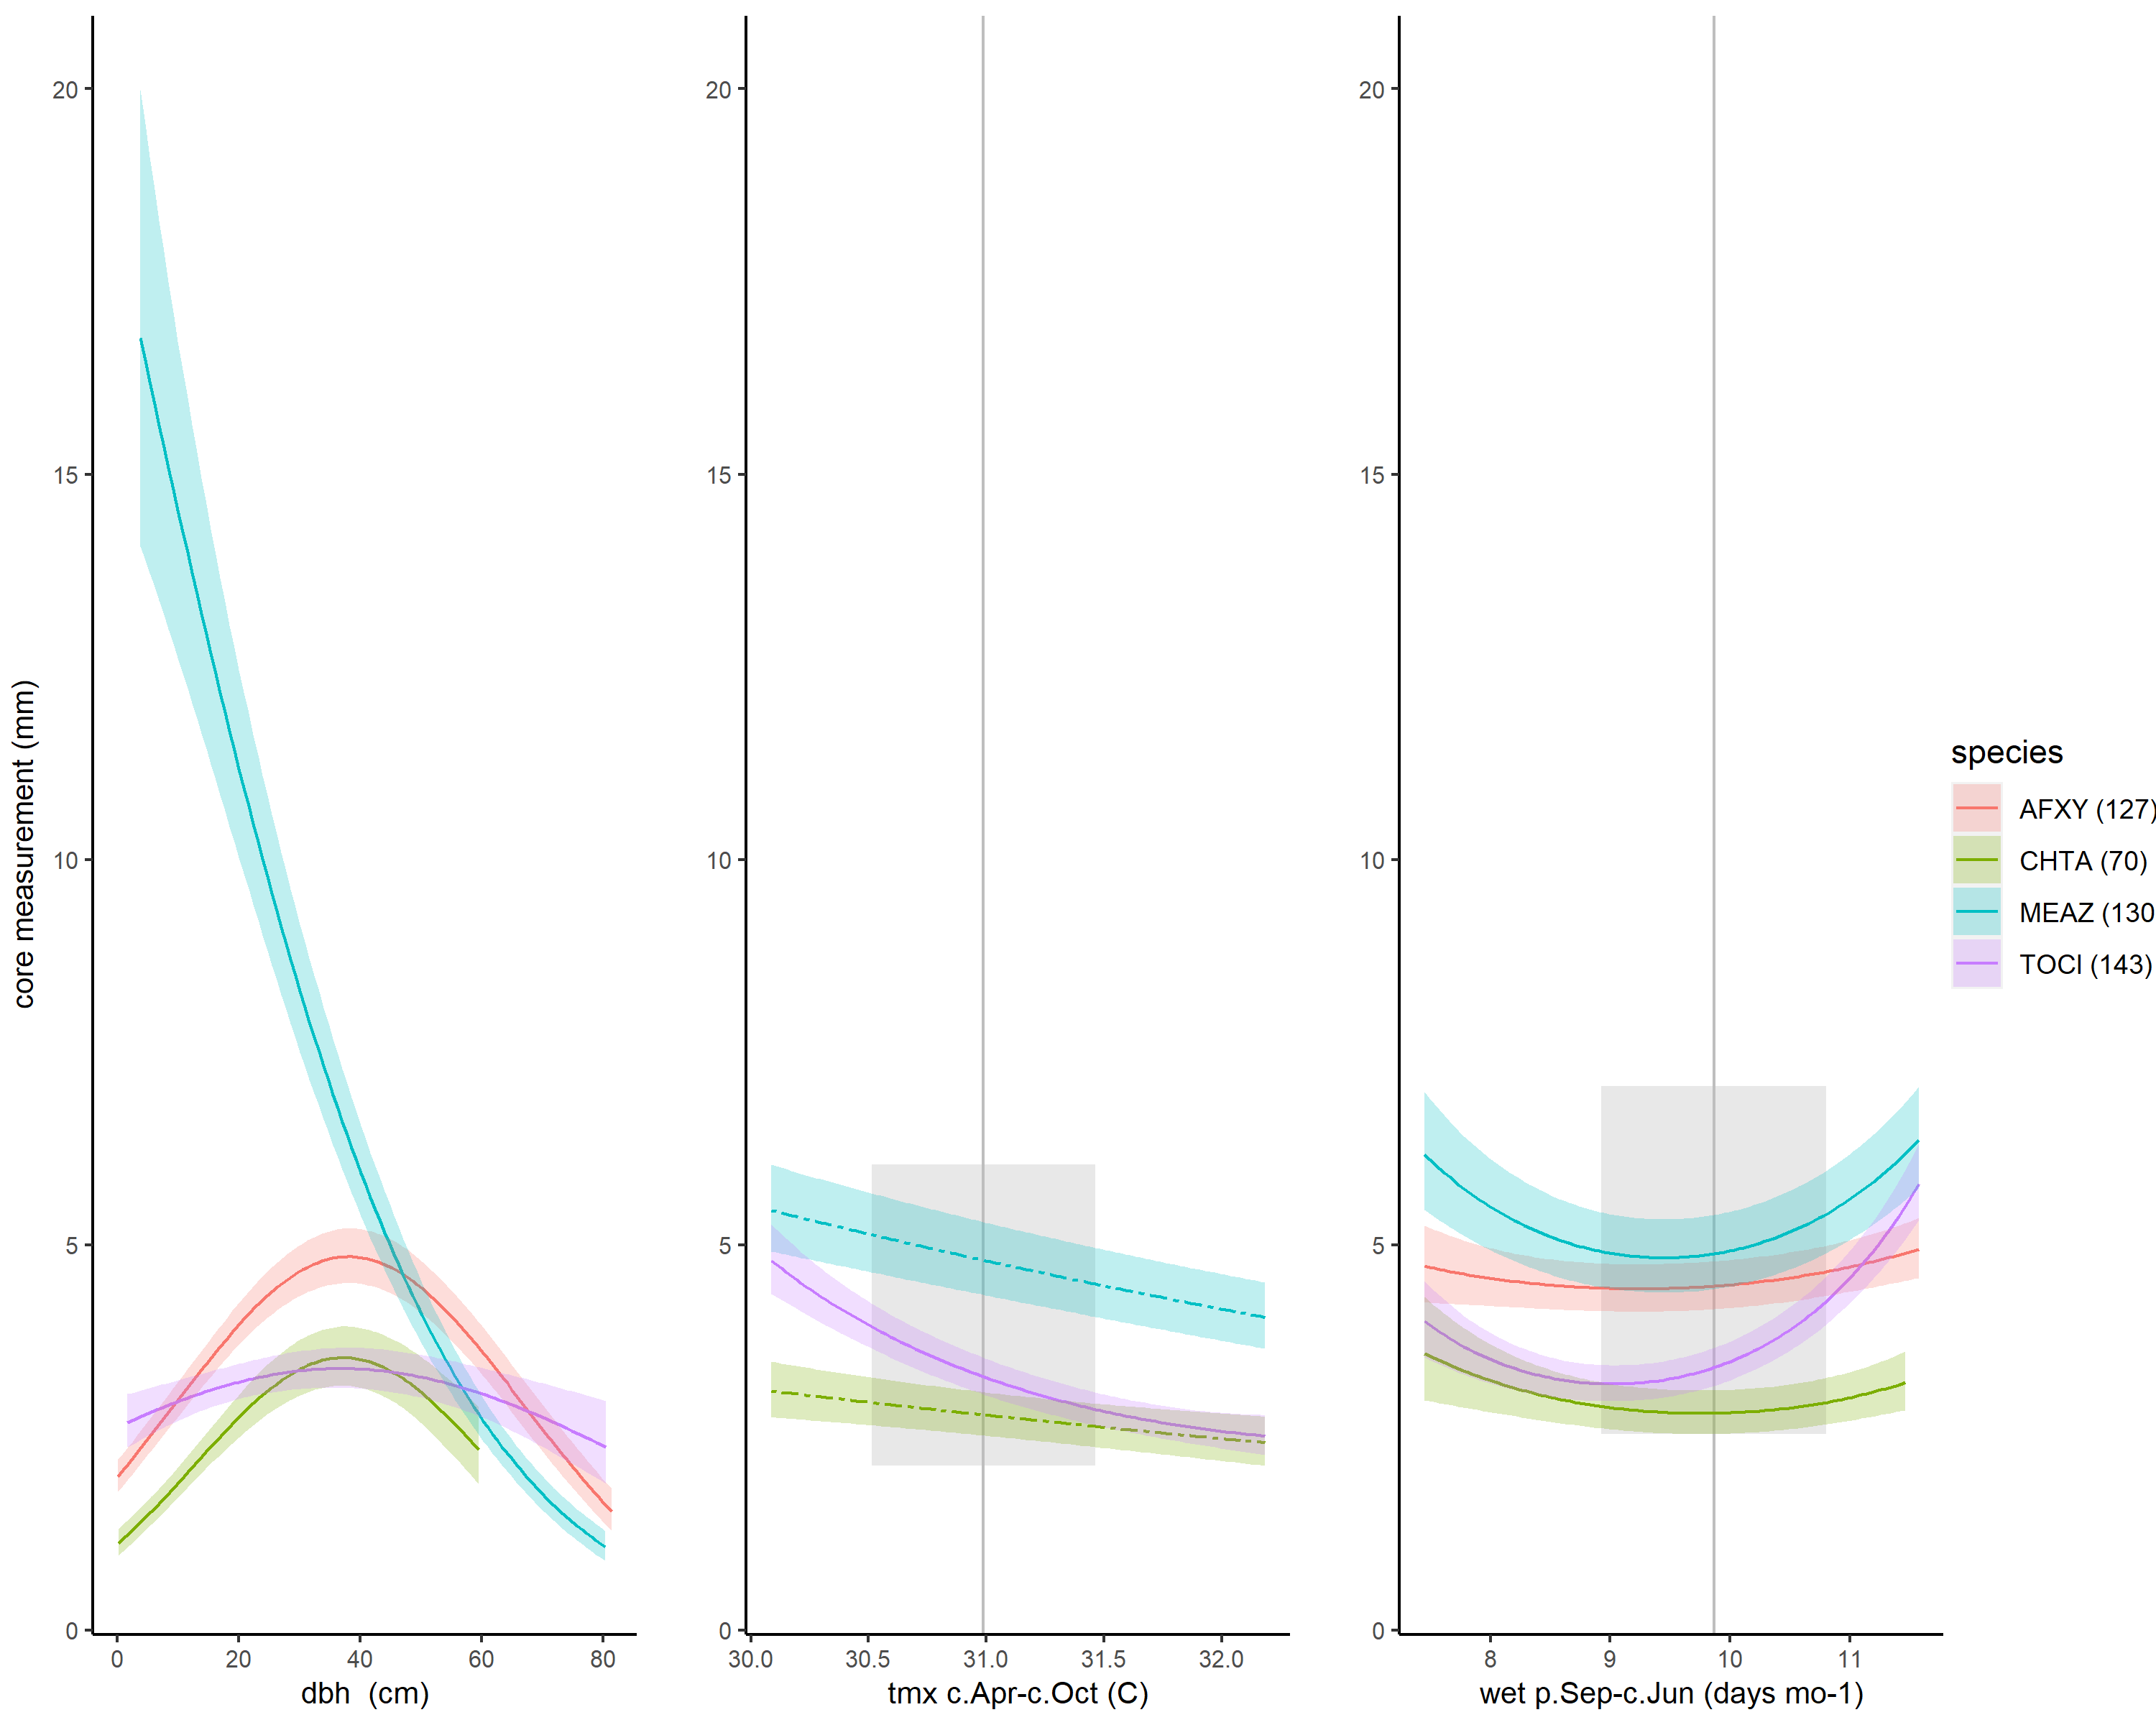 core measurement (mm)
20
15
10
5
0
0 20 40 60 80
dbh (cm)
20
15
10
5
0
30.0 30.5 31.0 31.5 32.0
tmx c.Apr-c.Oct (C)
20
15
10
5
0
8 9 10 11
wet p.Sep-c.Jun (days mo-1)
species
AFXY (127)
CHTA (70)
MEAZ (130
TOCI (143)